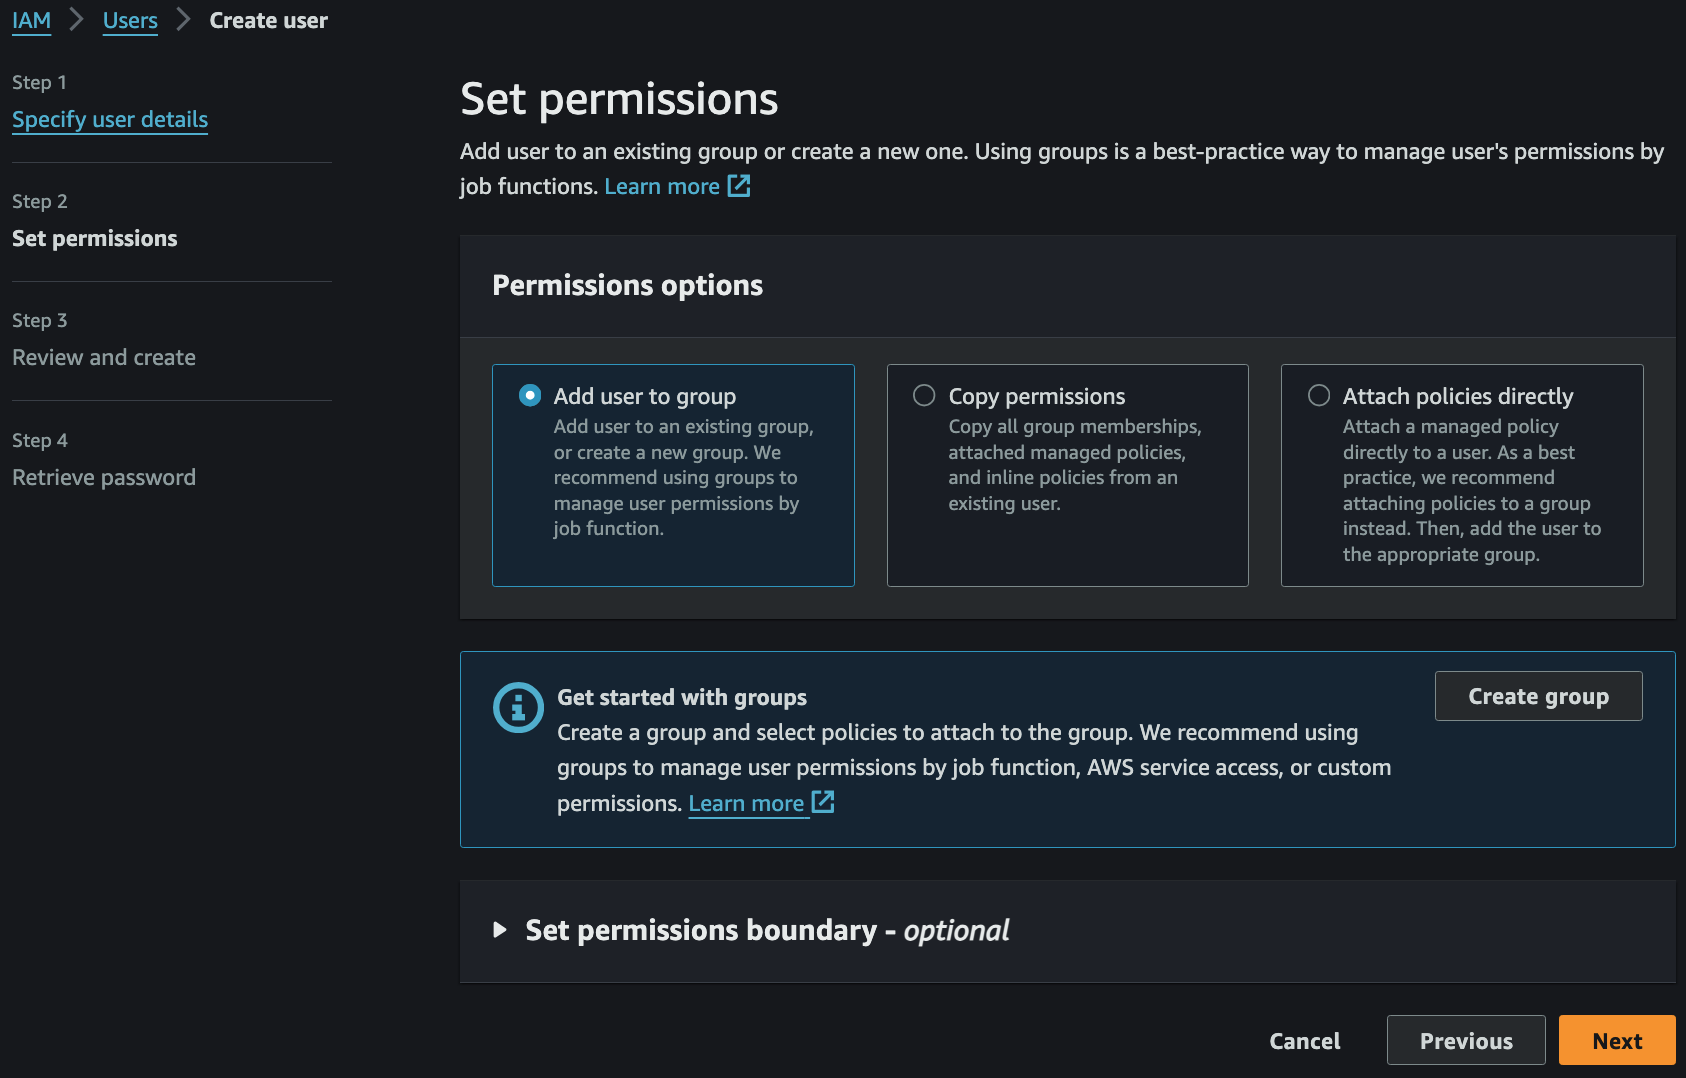 IAM > Users > Create user
Step 1
Specify user details
Step 2
Set permissions
Step 3
Review and create
Step 4
Retrieve password
Set permissions
Add user to an existing group or create a new one. Using groups is a best-practice way to manage user's permissions by
job functions. Learn more
Permissions options
Add user to group
Add user to an existing group,
or create a new group. We
recommend using groups to
manage user permissions by
job function.
Copy permissions
Copy all group memberships,
attached managed policies,
and inline policies from an
existing user.
Attach policies directly
Attach a managed policy
directly to a user. As a best
practice, we recommend
attaching policies to a group
instead. Then, add the user to
the appropriate group.
Get started with groups
Create a group and select policies to attach to the group. We recommend using
groups to manage user permissions by job function, AWS service access, or custom
permissions. Learn more
Create group
Set permissions boundary - optional
Cancel
Previous
Next